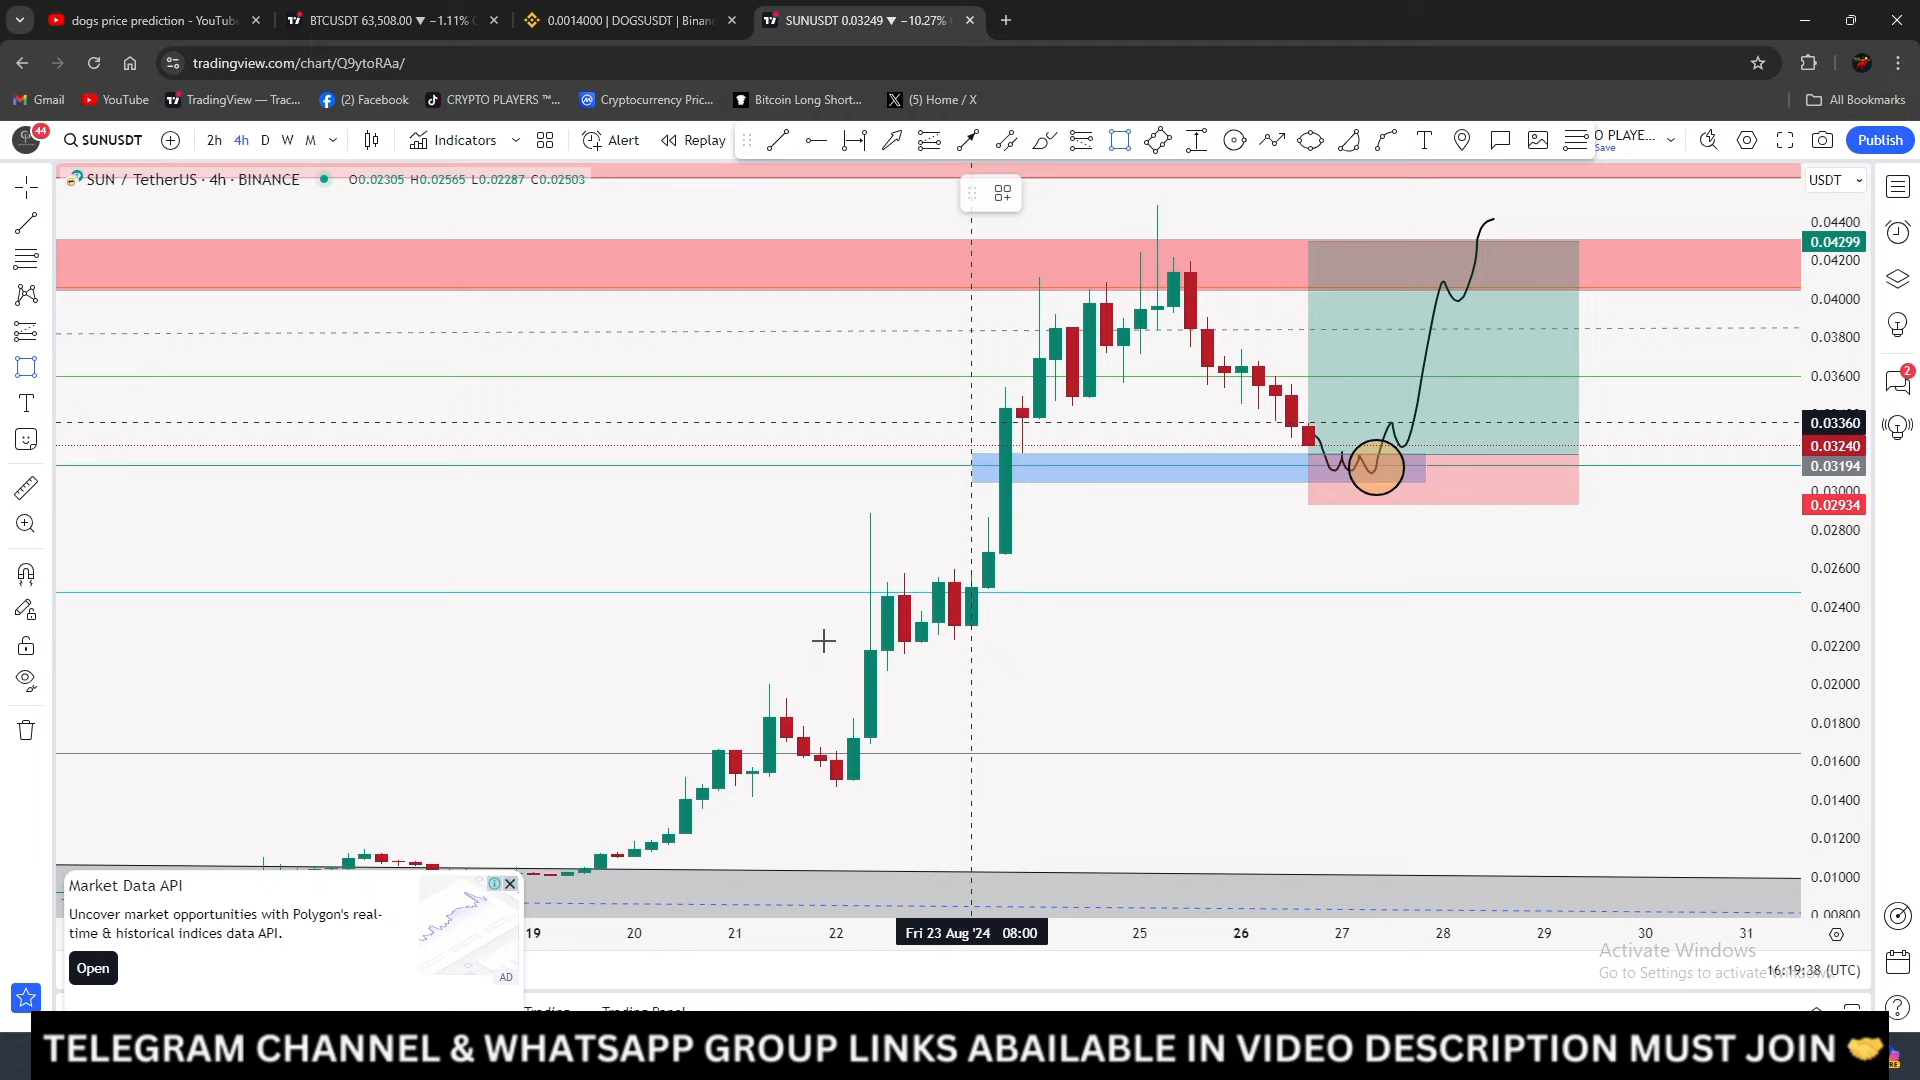 dogs price prediction - YouTube
BTCUSDT 63,508.00 ▼ −1.11%
0.0014000 | DOGSUSDT | Binan
SUNUSDT 0.03249 ▼ −10.27%
tradingview.com/chart/Q9ytoRAa/
Gmail
YouTube
TradingView — Trac...
(2) Facebook
CRYPTO PLAYERS ™...
Cryptocurrency Pric...
Bitcoin Long Short...
(5) Home / X
All Bookmarks
44
SUNUSDT
2h
4h
D
W
M
Indicators
Alert
Replay
O PLAYE...
Save
Publish
SUN / TetherUS · 4h · BINANCE
O0.02305 H0.02565 L0.02287 C0.02503
USDT
0.04400
0.04299
0.04200
0.04000
0.03800
0.03600
0.03360
0.03240
0.03194
0.03000
0.02934
0.02800
0.02600
0.02400
0.02200
0.02000
0.01800
0.01600
0.01400
0.01200
0.01000
0.00800
2
Market Data API
Uncover market opportunities with Polygon's real-
time & historical indices data API.
Open
AD
19
20
21
22
Fri 23 Aug '24 08:00
25
26
27
28
29
30
31
Activate Windows
Go to Settings to activate Windows.
16:19:38 (UTC)
Trading Panel
TELEGRAM CHANNEL & WHATSAPP GROUP LINKS ABAILABLE IN VIDEO DESCRIPTION MUST JOIN 🤝